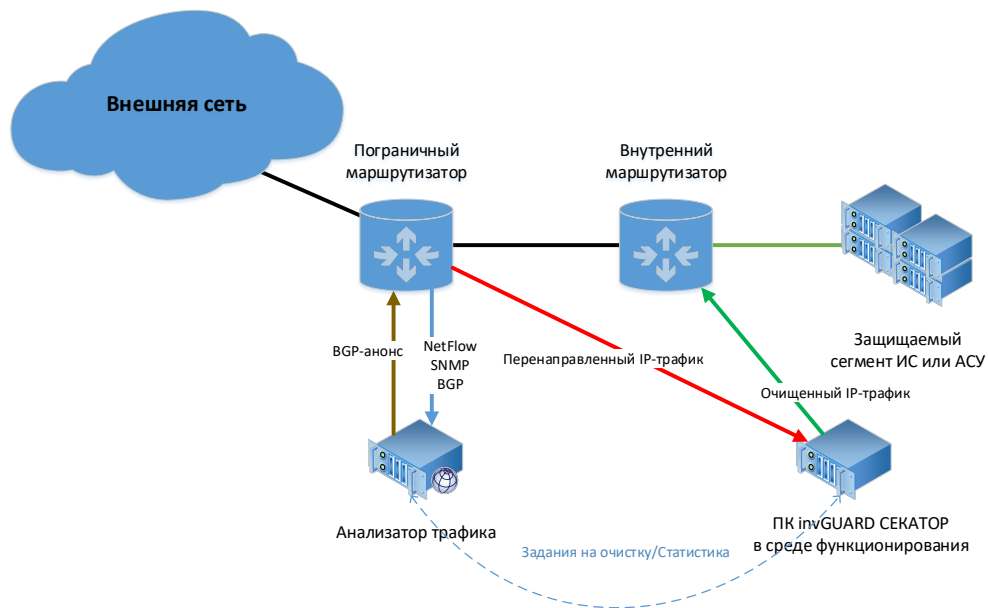 Внешняя сеть
Пограничный
маршрутизатор
Внутренний
маршрутизатор
BGP-анонс
NetFlow
SNMP
BGP
Перенаправленный IP-трафик
Защищаемый
сегмент ИС или АСУ
Очищенный IP-трафик
Анализатор трафика
ПК invGUARD СЕКАТОР
в среде функционирования
Задания на очистку/Статистика